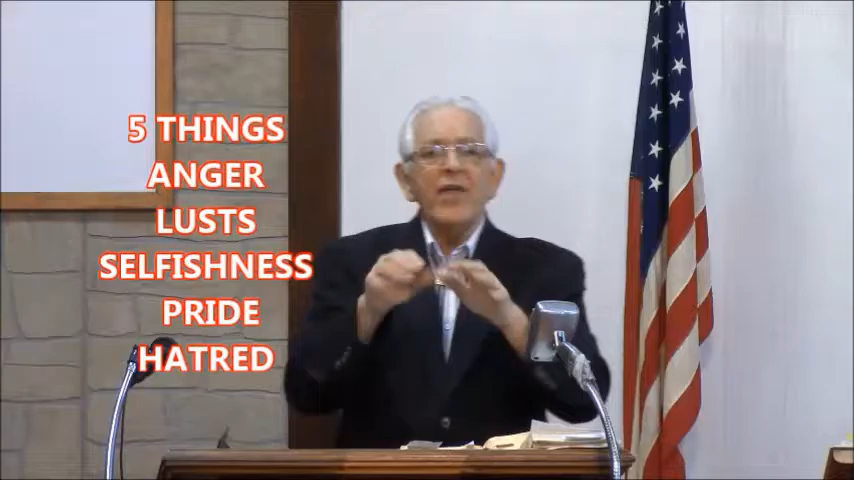 5 THINGS
ANGER
LUSTS
SELFISHNESS
PRIDE
HATRED